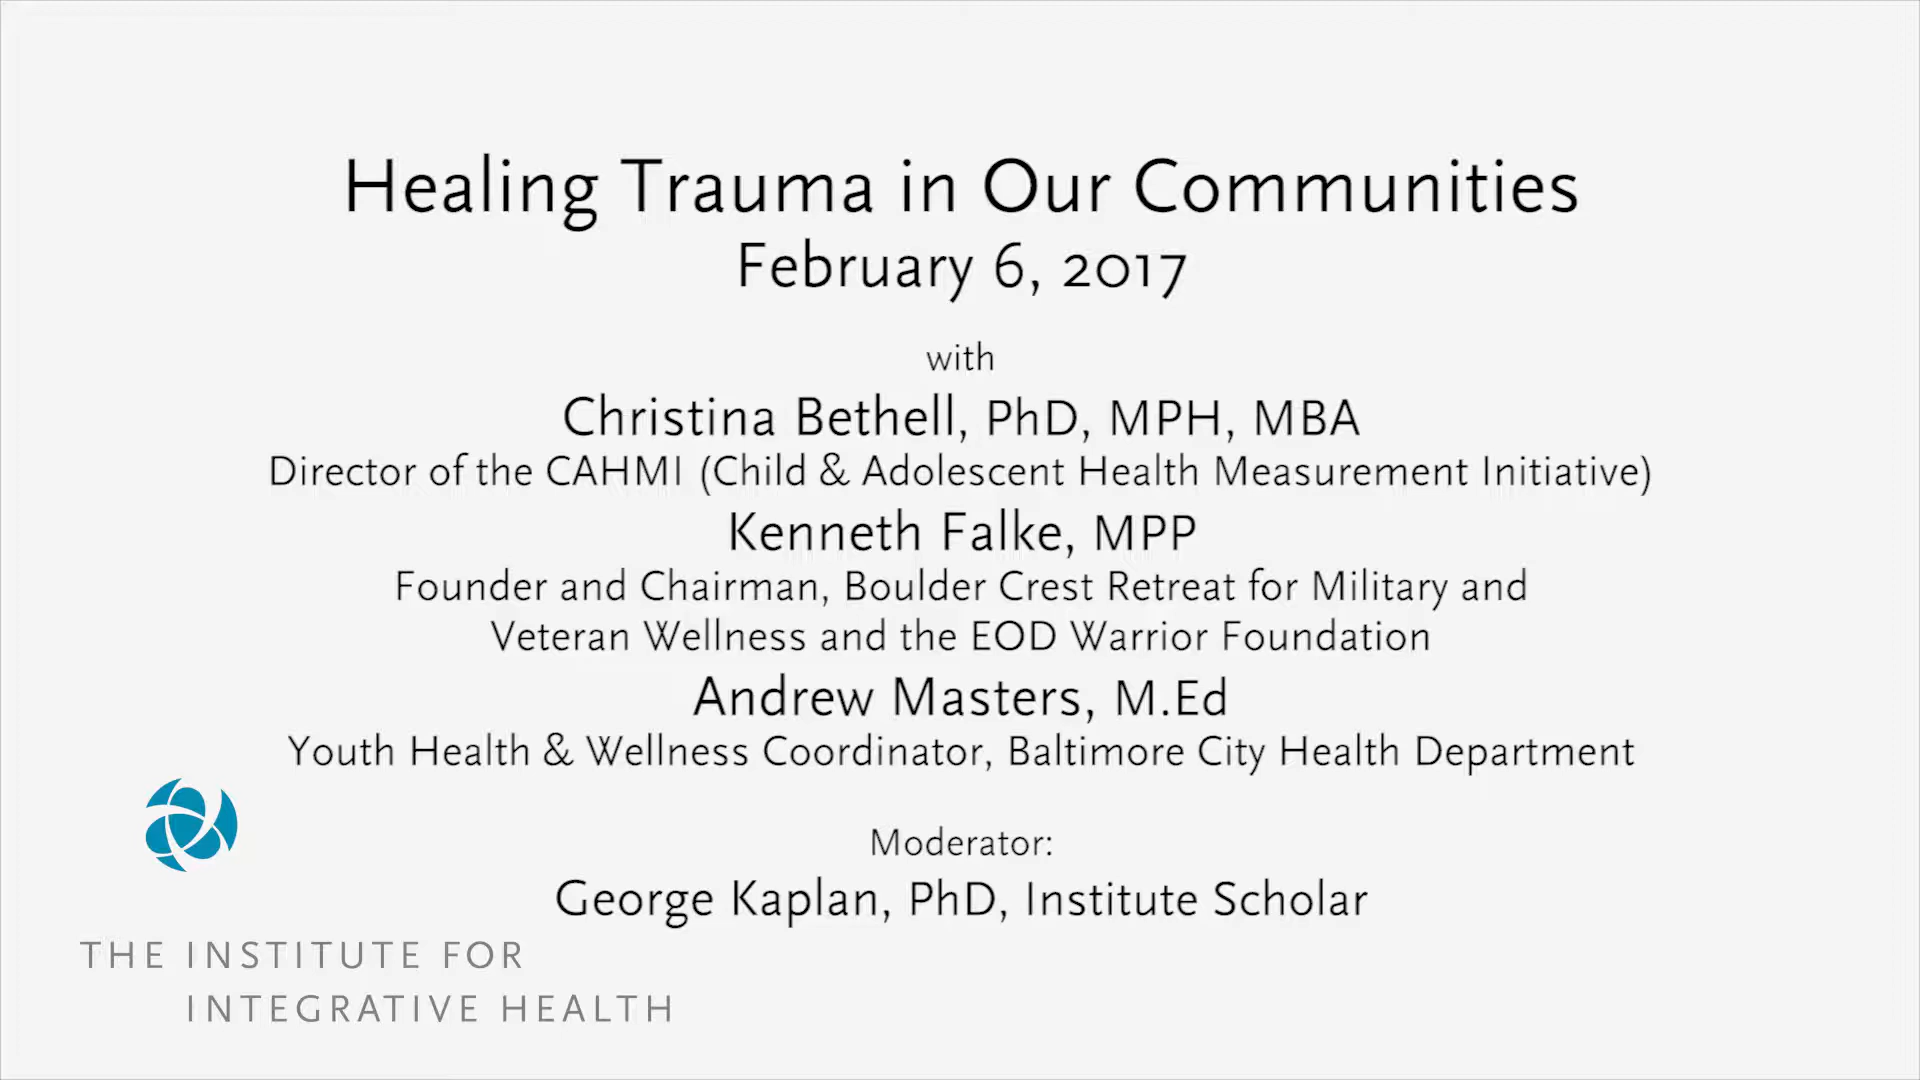 Healing Trauma in Our Communities
February 6, 2017
with
Christina Bethell, PhD, MPH, MBA
Director of the CAHMI (Child & Adolescent Health Measurement Initiative)
Kenneth Falke, MPP
Founder and Chairman, Boulder Crest Retreat for Military and
Veteran Wellness and the EOD Warrior Foundation
Andrew Masters, M.Ed
Youth Health & Wellness Coordinator, Baltimore City Health Department
Moderator:
George Kaplan, PhD, Institute Scholar
THE INSTITUTE FOR
INTEGRATIVE HEALTH